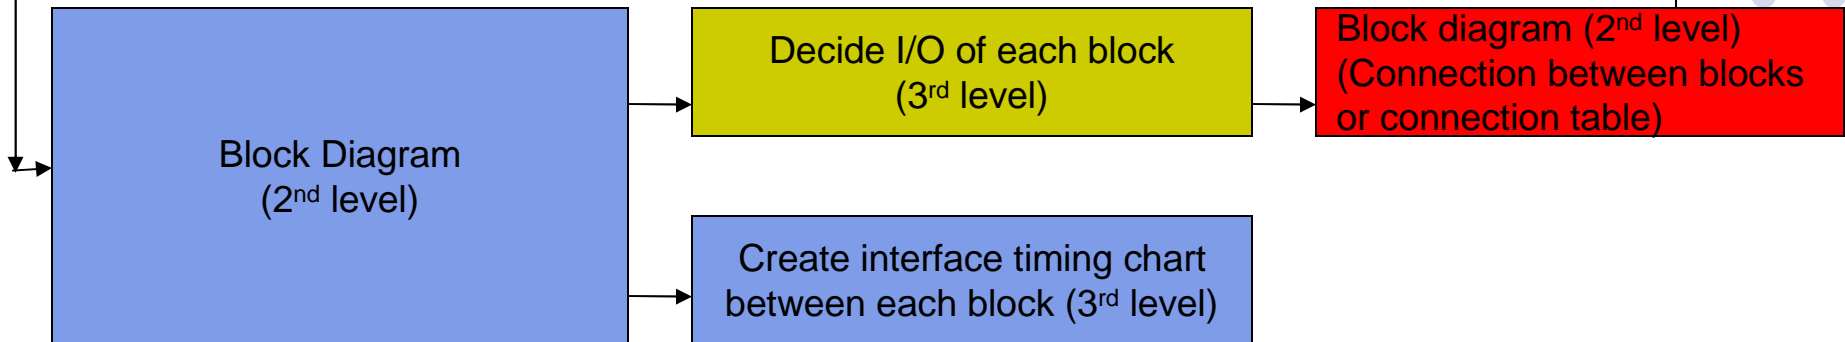 Block Diagram
(2nd level)
Decide I/O of each block
(3rd level)
Block diagram (2nd level)
(Connection between blocks
or connection table)
Create interface timing chart
between each block (3rd level)